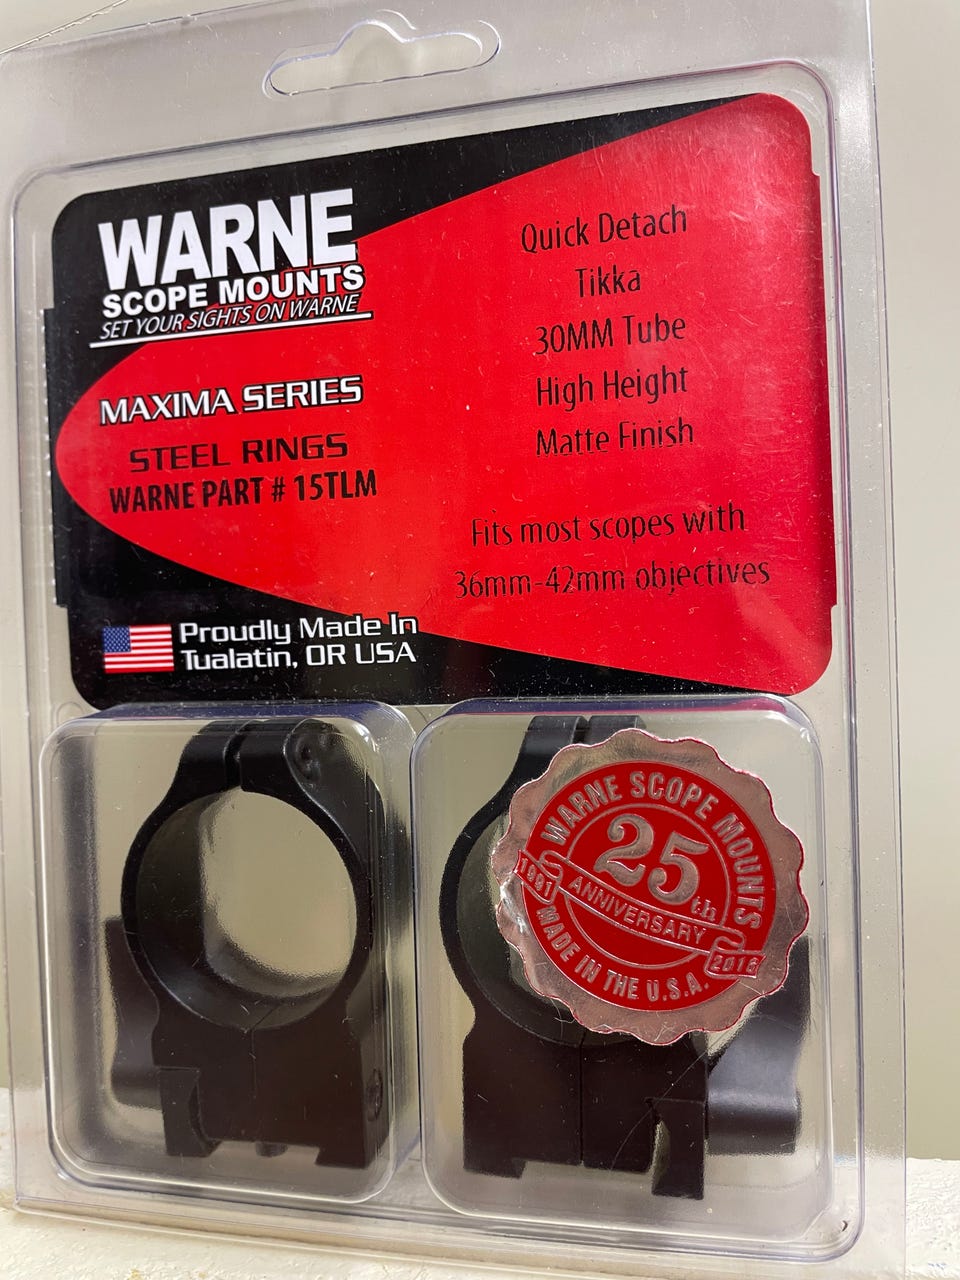 WARNE
SCOPE MOUNTS
SET YOUR SIGHTS ON WARNE
MAXIMA SERIES
STEEL RINGS
WARNE PART # 15TLM
Quick Detach
Tikka
30MM Tube
High Height
Matte Finish
Fits most scopes with
36mm-42mm objectives
Proudly Made In
Tualatin, OR USA
WARNE SCOPE MOUNTS
25th
1991 ANNIVERSARY 2016
MADE IN THE U.S.A.